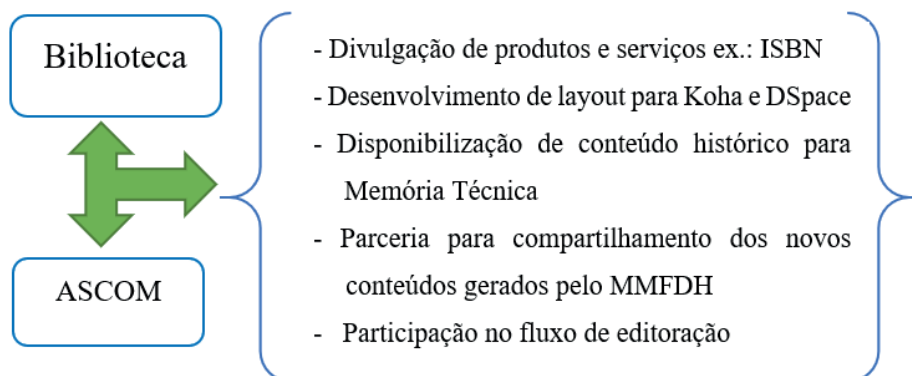 Biblioteca
ASCOM
- Divulgação de produtos e serviços ex.: ISBN
- Desenvolvimento de layout para Koha e DSpace
- Disponibilização de conteúdo histórico para
Memória Técnica
- Parceria para compartilhamento dos novos
conteúdos gerados pelo MMFDH
- Participação no fluxo de editoração